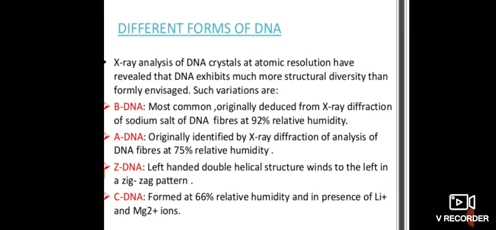 DIFFERENT FORMS OF DNA
X-ray analysis of DNA crystals at atomic resolution have
revealed that DNA exhibits much more structural diversity than
formly envisaged. Such variations are:
B-DNA: Most common ,originally deduced from X-ray diffraction
of sodium salt of DNA fibres at 92% relative humidity.
A-DNA: Originally identified by X-ray diffraction of analysis of
DNA fibres at 75% relative humidity .
Z-DNA: Left handed double helical structure winds to the left in
a zig- zag pattern .
C-DNA: Formed at 66% relative humidity and in presence of Li+
and Mg2+ ions.
V RECORDER